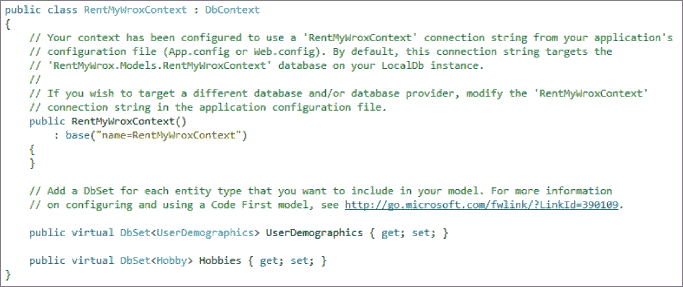 public class RentMyWroxContext : DbContext
{
// Your context has been configured to use a 'RentMyWroxContext' connection string from your application's
// configuration file (App.config or Web.config). By default, this connection string targets the
// 'RentMyWrox.Models.RentMyWroxContext' database on your LocalDb instance.
//
// If you wish to target a different database and/or database provider, modify the 'RentMyWroxContext'
// connection string in the application configuration file.
public RentMyWroxContext()
: base("name=RentMyWroxContext")
{
}
// Add a DbSet for each entity type that you want to include in your model. For more information
// on configuring and using a Code First model, see http://go.microsoft.com/fwlink/?LinkId=390109.
public virtual DbSet<UserDemographics> UserDemographics { get; set; }
public virtual DbSet<Hobby> Hobbies { get; set; }
}